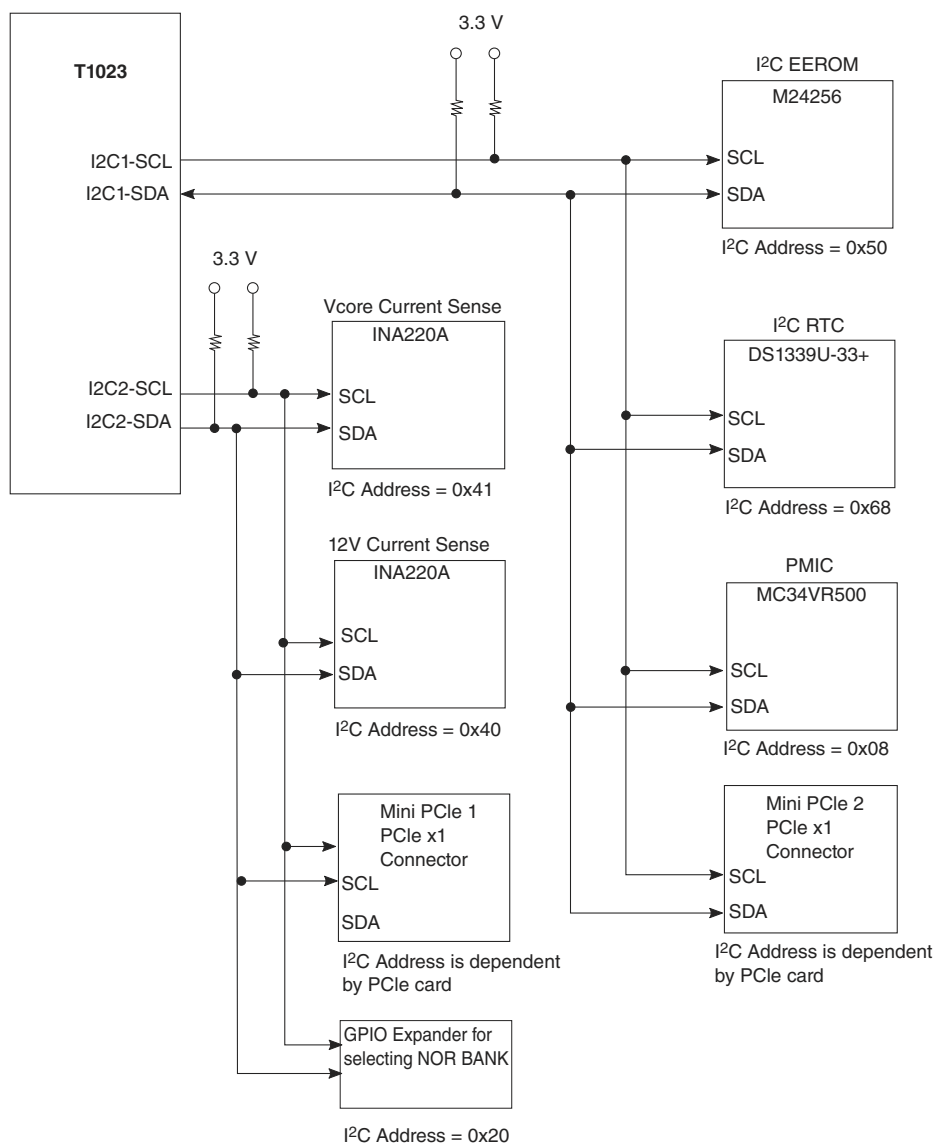 T1023
3.3 V
I2C1-SCL
I2C1-SDA
I²C EEROM
M24256
SCL
SDA
I²C Address = 0x50
3.3 V
I2C2-SCL
I2C2-SDA
Vcore Current Sense
INA220A
SCL
SDA
I²C Address = 0x41
I²C RTC
DS1339U-33+
SCL
SDA
I²C Address = 0x68
12V Current Sense
INA220A
SCL
SDA
I²C Address = 0x40
PMIC
MC34VR500
SCL
SDA
I²C Address = 0x08
Mini PCIe 1
PCIe x1
Connector
SCL
SDA
I²C Address is dependent
by PCIe card
Mini PCIe 2
PCIe x1
Connector
SCL
SDA
I²C Address is dependent
by PCIe card
GPIO Expander for
selecting NOR BANK
I²C Address = 0x20